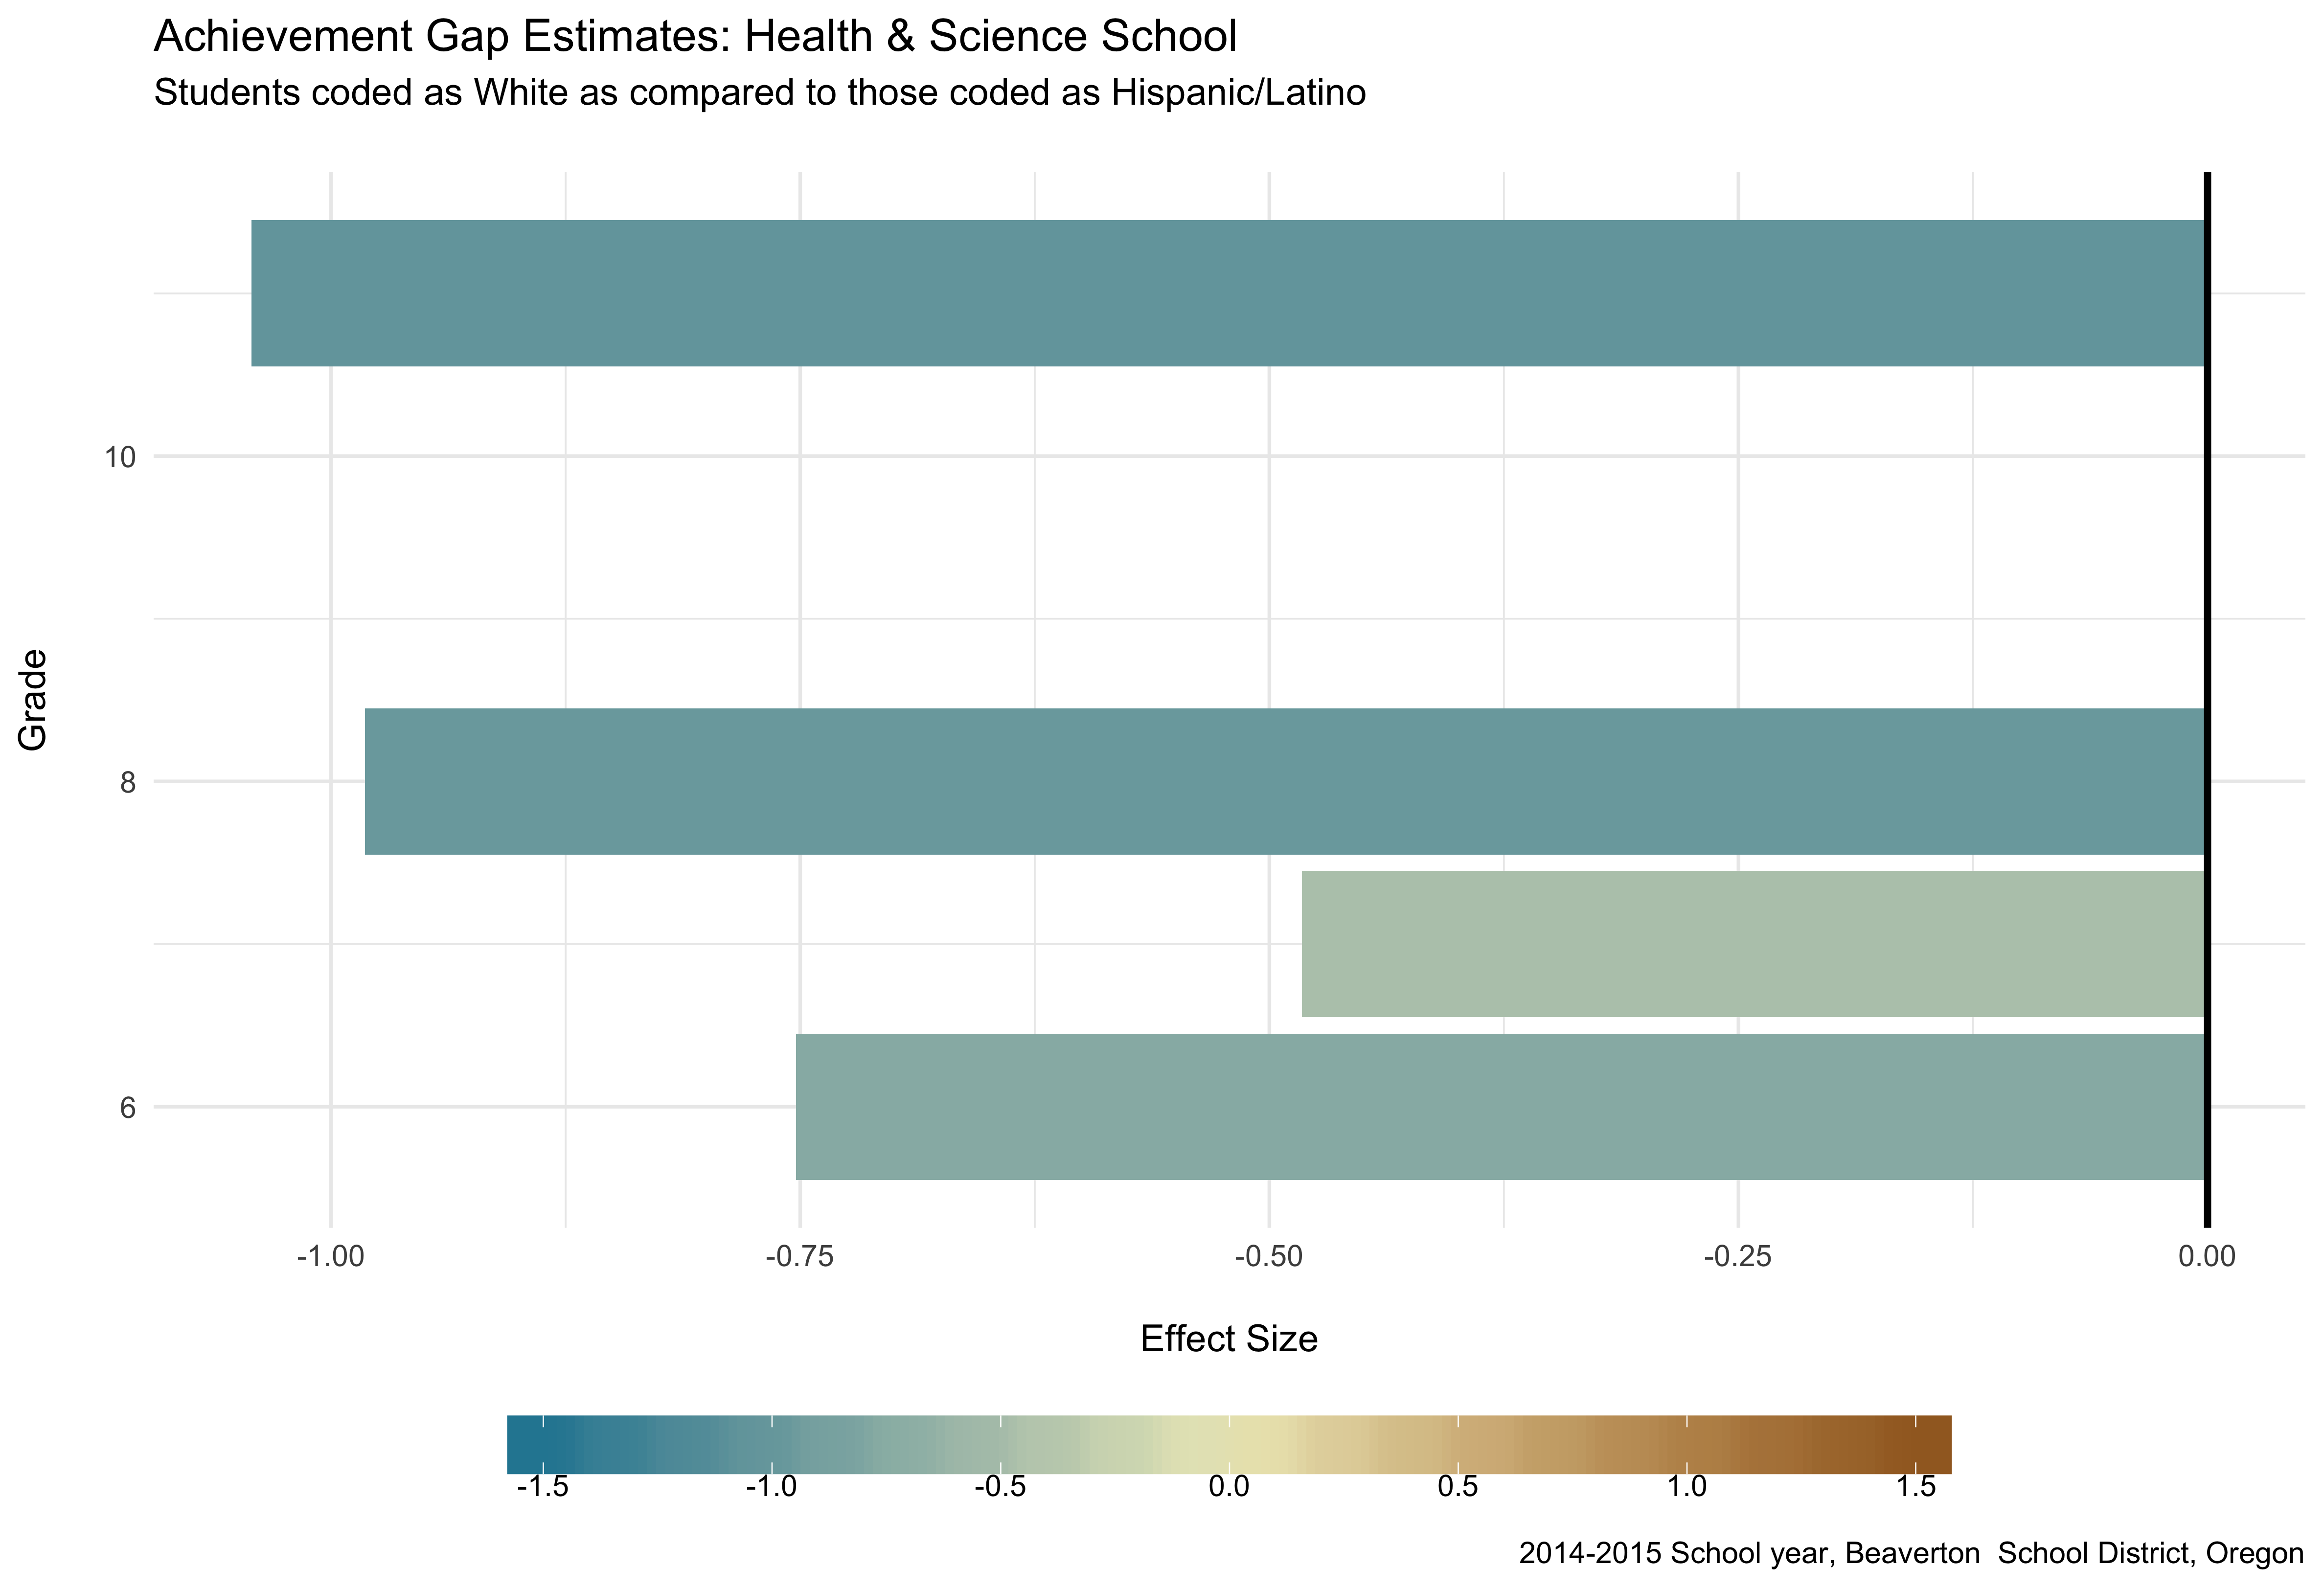 Achievement Gap Estimates: Health & Science School
Students coded as White as compared to those coded as Hispanic/Latino
Grade
10
8
6
-1.00 -0.75 -0.50 -0.25 0.00
Effect Size
-1.5 -1.0 -0.5 0.0 0.5 1.0 1.5
2014-2015 School year, Beaverton  School District, Oregon